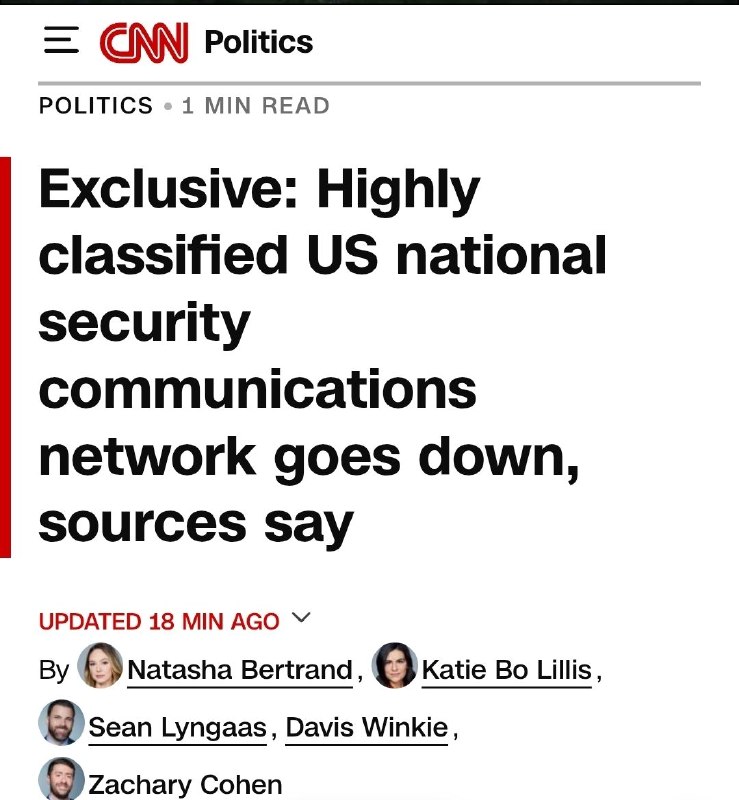 CNN Politics
POLITICS • 1 MIN READ
Exclusive: Highly
classified US national
security
communications
network goes down,
sources say
UPDATED 18 MIN AGO
By Natasha Bertrand, Katie Bo Lillis,
Sean Lyngaas, Davis Winkie,
Zachary Cohen